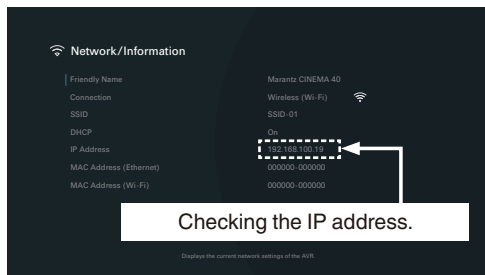 Network/Information
Friendly Name Marantz CINEMA 40
Connection Wireless (Wi-Fi)
SSID SSID-01
DHCP On
IP Address 192.168.100.19
MAC Address (Ethernet) 000000-000000
MAC Address (Wi-Fi) 000000-000000
Checking the IP address.
Displays the current network settings of the AVR.